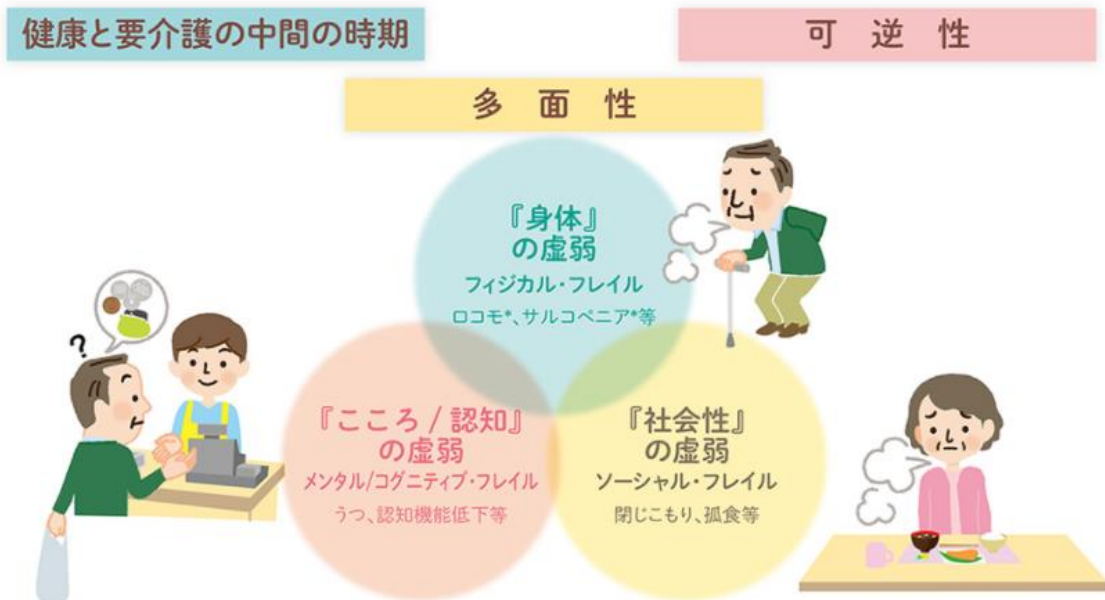 健康と要介護の中間の時期
可逆性
多面性
『身体』
の虚弱
フィジカル・フレイル
ロコモ*、サルコペニア*等
?
『こころ / 認知』
の虚弱
メンタル/コグニティブ・フレイル
うつ、認知機能低下等
『社会性』
の虚弱
ソーシャル・フレイル
閉じこもり、孤食等